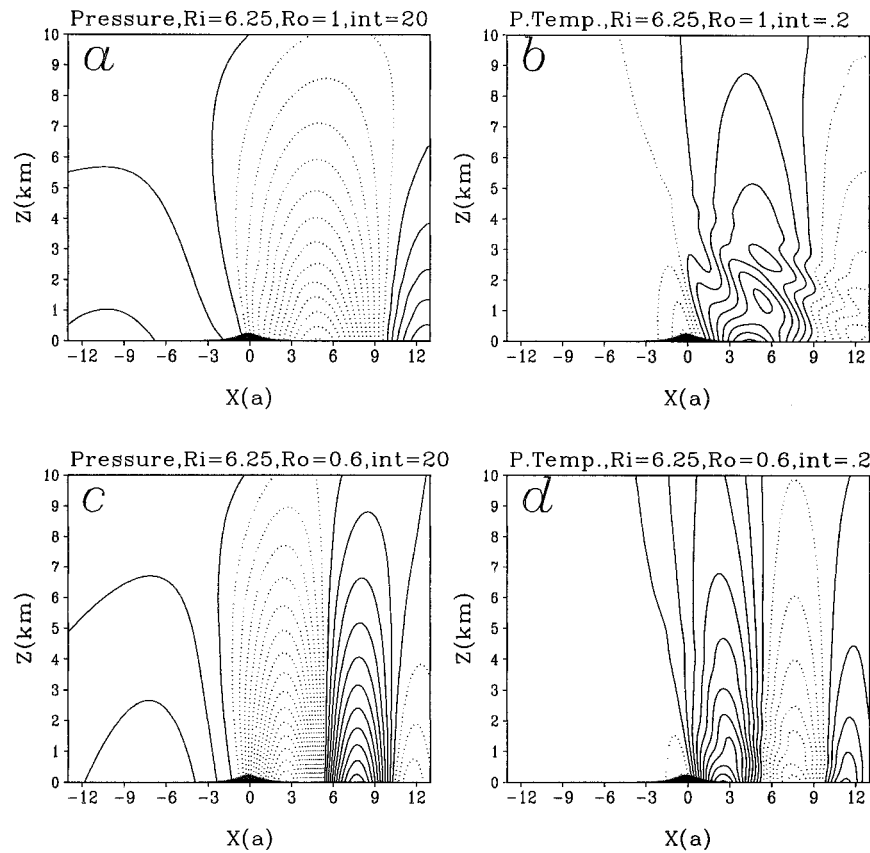 Pressure,Ri=6.25,Ro=1,int=20
a
10
9
8
7
6
5
4
3
2
1
0
Z(km)
-12 -9 -6 -3 0 3 6 9 12
X(a)
P.Temp.,Ri=6.25,Ro=1,int=.2
b
10
9
8
7
6
5
4
3
2
1
0
Z(km)
-12 -9 -6 -3 0 3 6 9 12
X(a)
Pressure,Ri=6.25,Ro=0.6,int=20
c
10
9
8
7
6
5
4
3
2
1
0
Z(km)
-12 -9 -6 -3 0 3 6 9 12
X(a)
P.Temp.,Ri=6.25,Ro=0.6,int=.2
d
10
9
8
7
6
5
4
3
2
1
0
Z(km)
-12 -9 -6 -3 0 3 6 9 12
X(a)